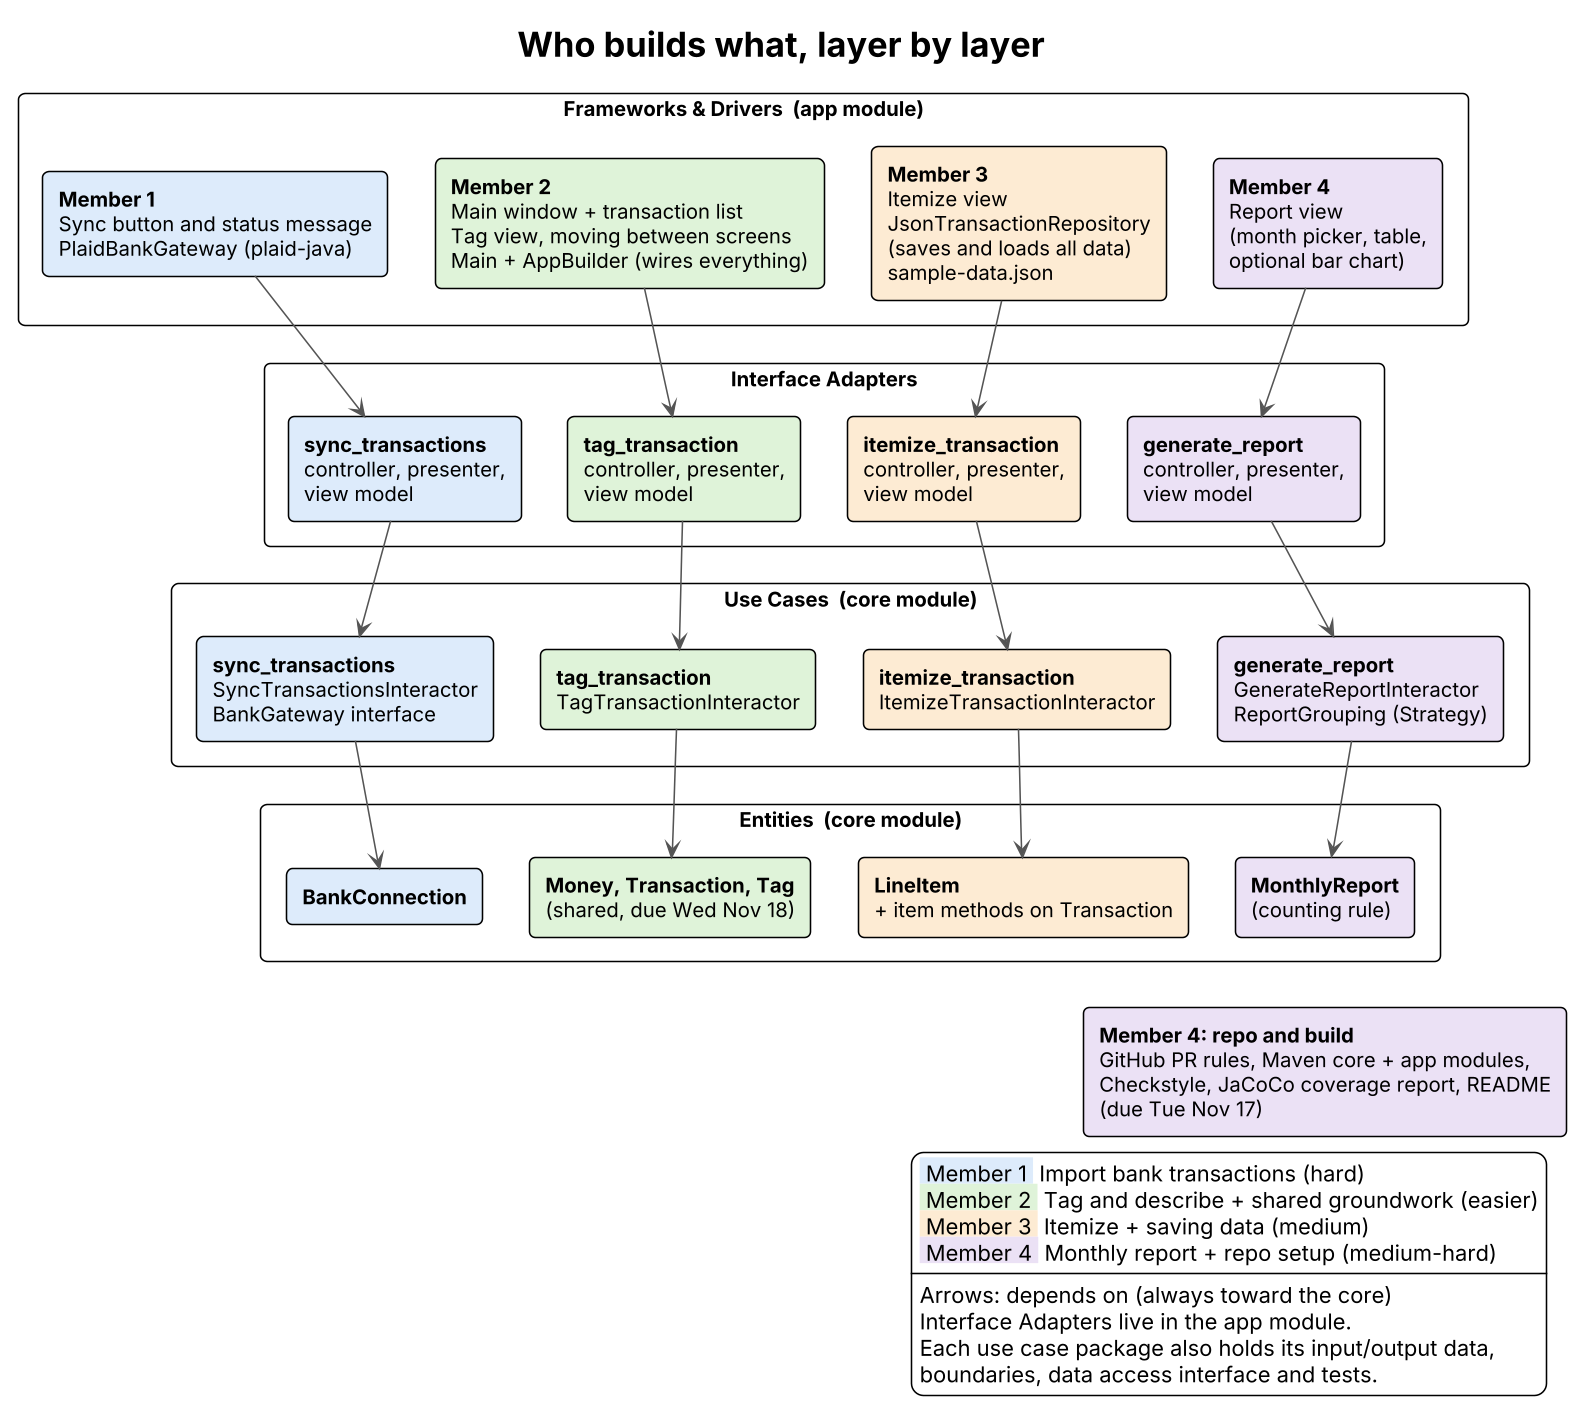 Who builds what, layer by layer
Frameworks & Drivers  (app module)
Member 1
Sync button and status message
PlaidBankGateway (plaid-java)
Member 2
Main window + transaction list
Tag view, moving between screens
Main + AppBuilder (wires everything)
Member 3
Itemize view
JsonTransactionRepository
(saves and loads all data)
sample-data.json
Member 4
Report view
(month picker, table,
optional bar chart)
Interface Adapters
sync_transactions
controller, presenter,
view model
tag_transaction
controller, presenter,
view model
itemize_transaction
controller, presenter,
view model
generate_report
controller, presenter,
view model
Use Cases  (core module)
sync_transactions
SyncTransactionsInteractor
BankGateway interface
tag_transaction
TagTransactionInteractor
itemize_transaction
ItemizeTransactionInteractor
generate_report
GenerateReportInteractor
ReportGrouping (Strategy)
Entities  (core module)
BankConnection
Money, Transaction, Tag
(shared, due Wed Nov 18)
LineItem
+ item methods on Transaction
MonthlyReport
(counting rule)
Member 4: repo and build
GitHub PR rules, Maven core + app modules,
Checkstyle, JaCoCo coverage report, README
(due Tue Nov 17)
Member 1 Import bank transactions (hard)
Member 2 Tag and describe + shared groundwork (easier)
Member 3 Itemize + saving data (medium)
Member 4 Monthly report + repo setup (medium-hard)
Arrows: depends on (always toward the core)
Interface Adapters live in the app module.
Each use case package also holds its input/output data,
boundaries, data access interface and tests.